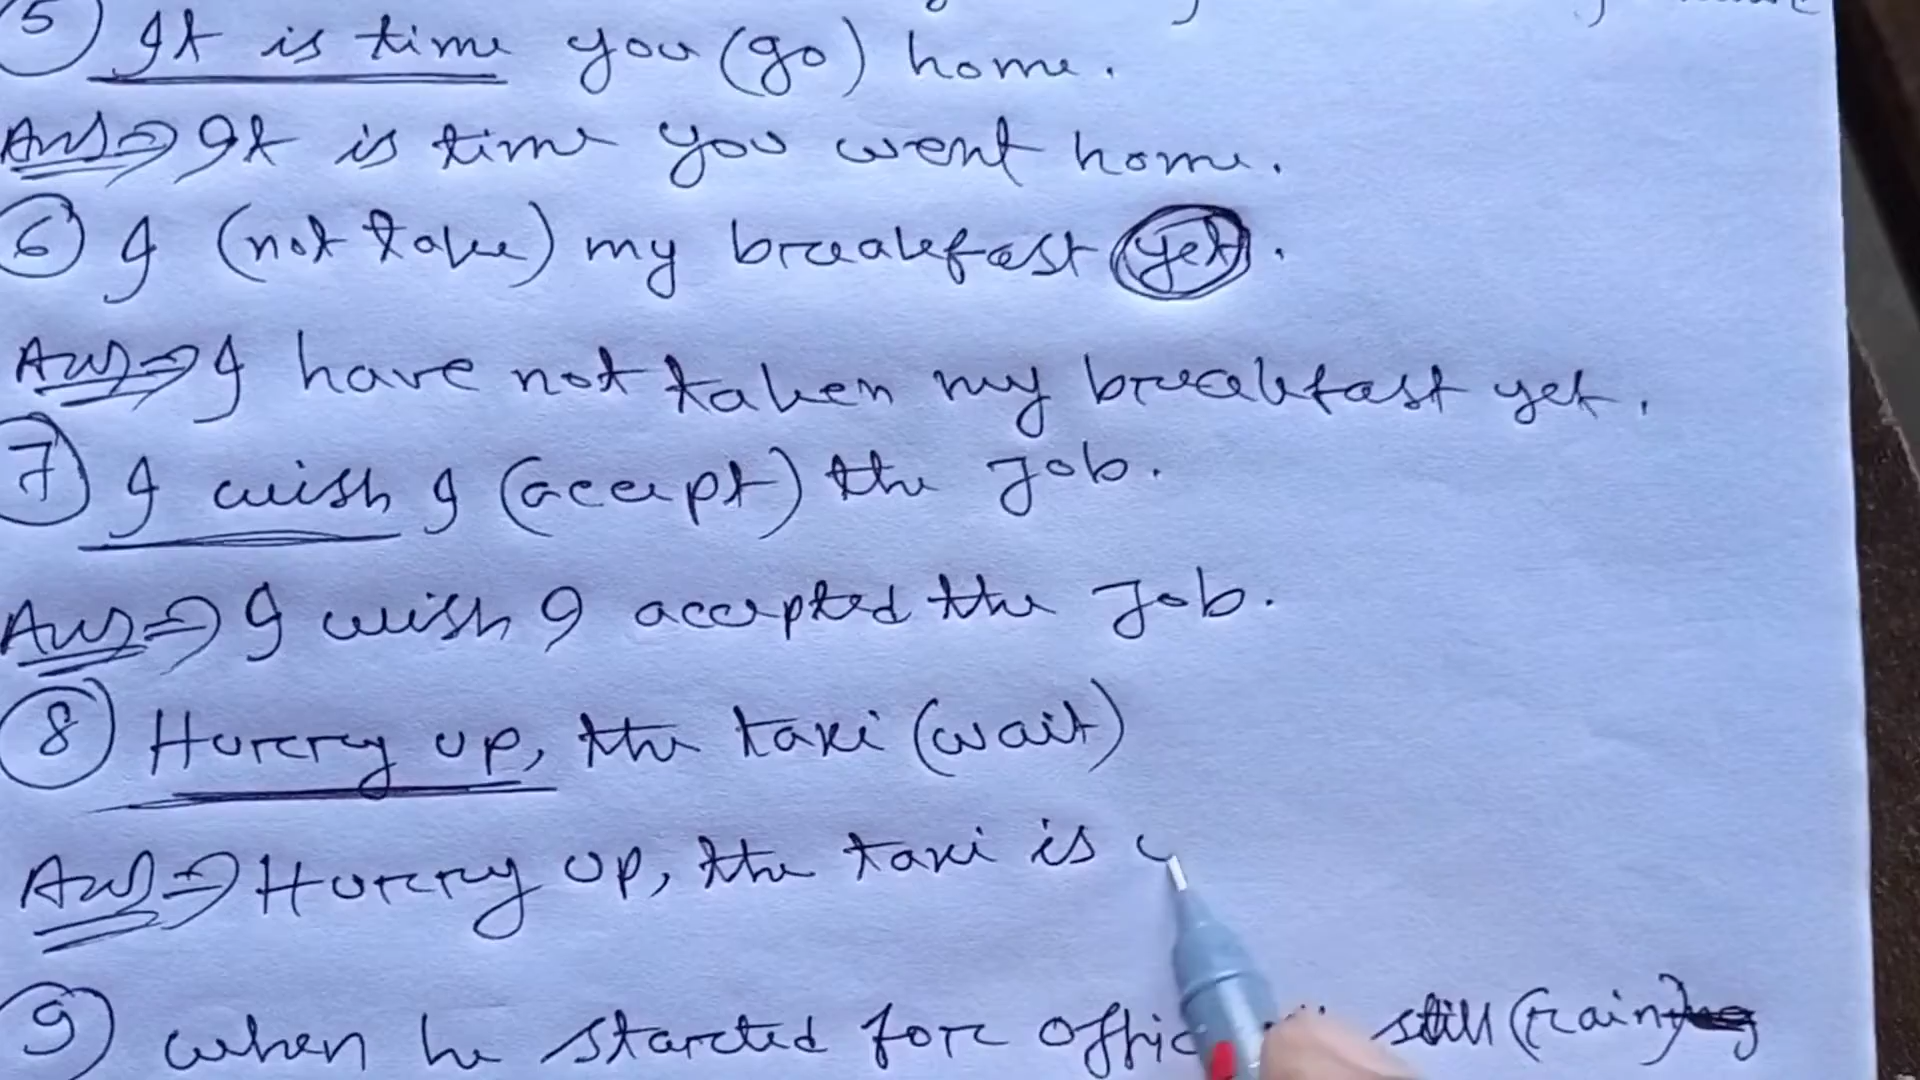 5 It is time you (go) home.
Ans⇒ It is time you went home.
6 I (not take) my breakfast yet.
Ans⇒ I have not taken my breakfast yet.
7 I wish I (accept) the Job.
Ans⇒ I wish I accepted the Job.
8 Hurry up, the taxi (wait)
Ans⇒ Hurry up, the taxi is
9 when he started for still (rain)